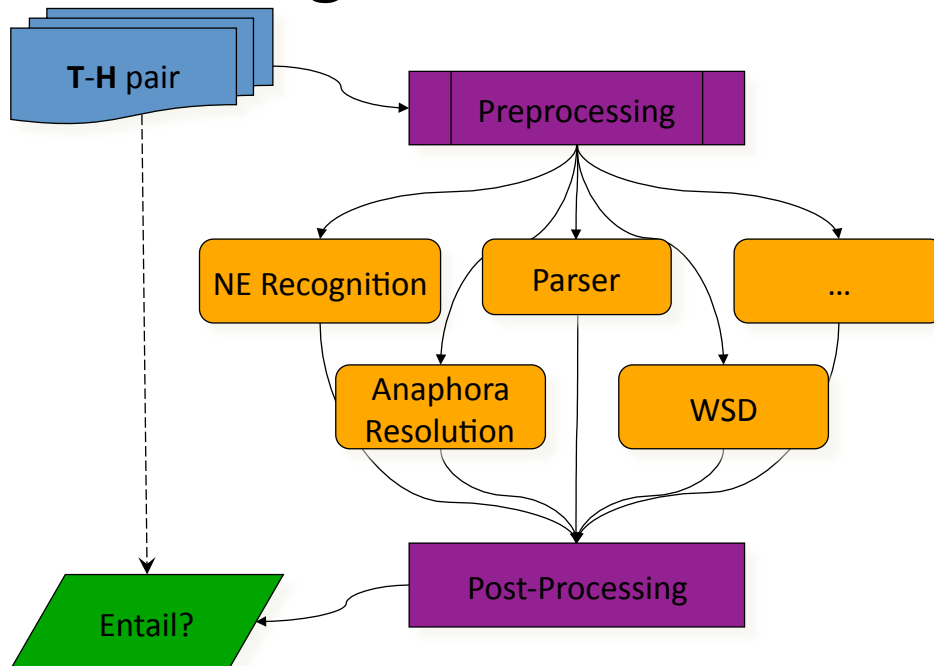 T-H pair
Preprocessing
NE Recognition
Parser
...
Anaphora
Resolution
WSD
Post-Processing
Entail?